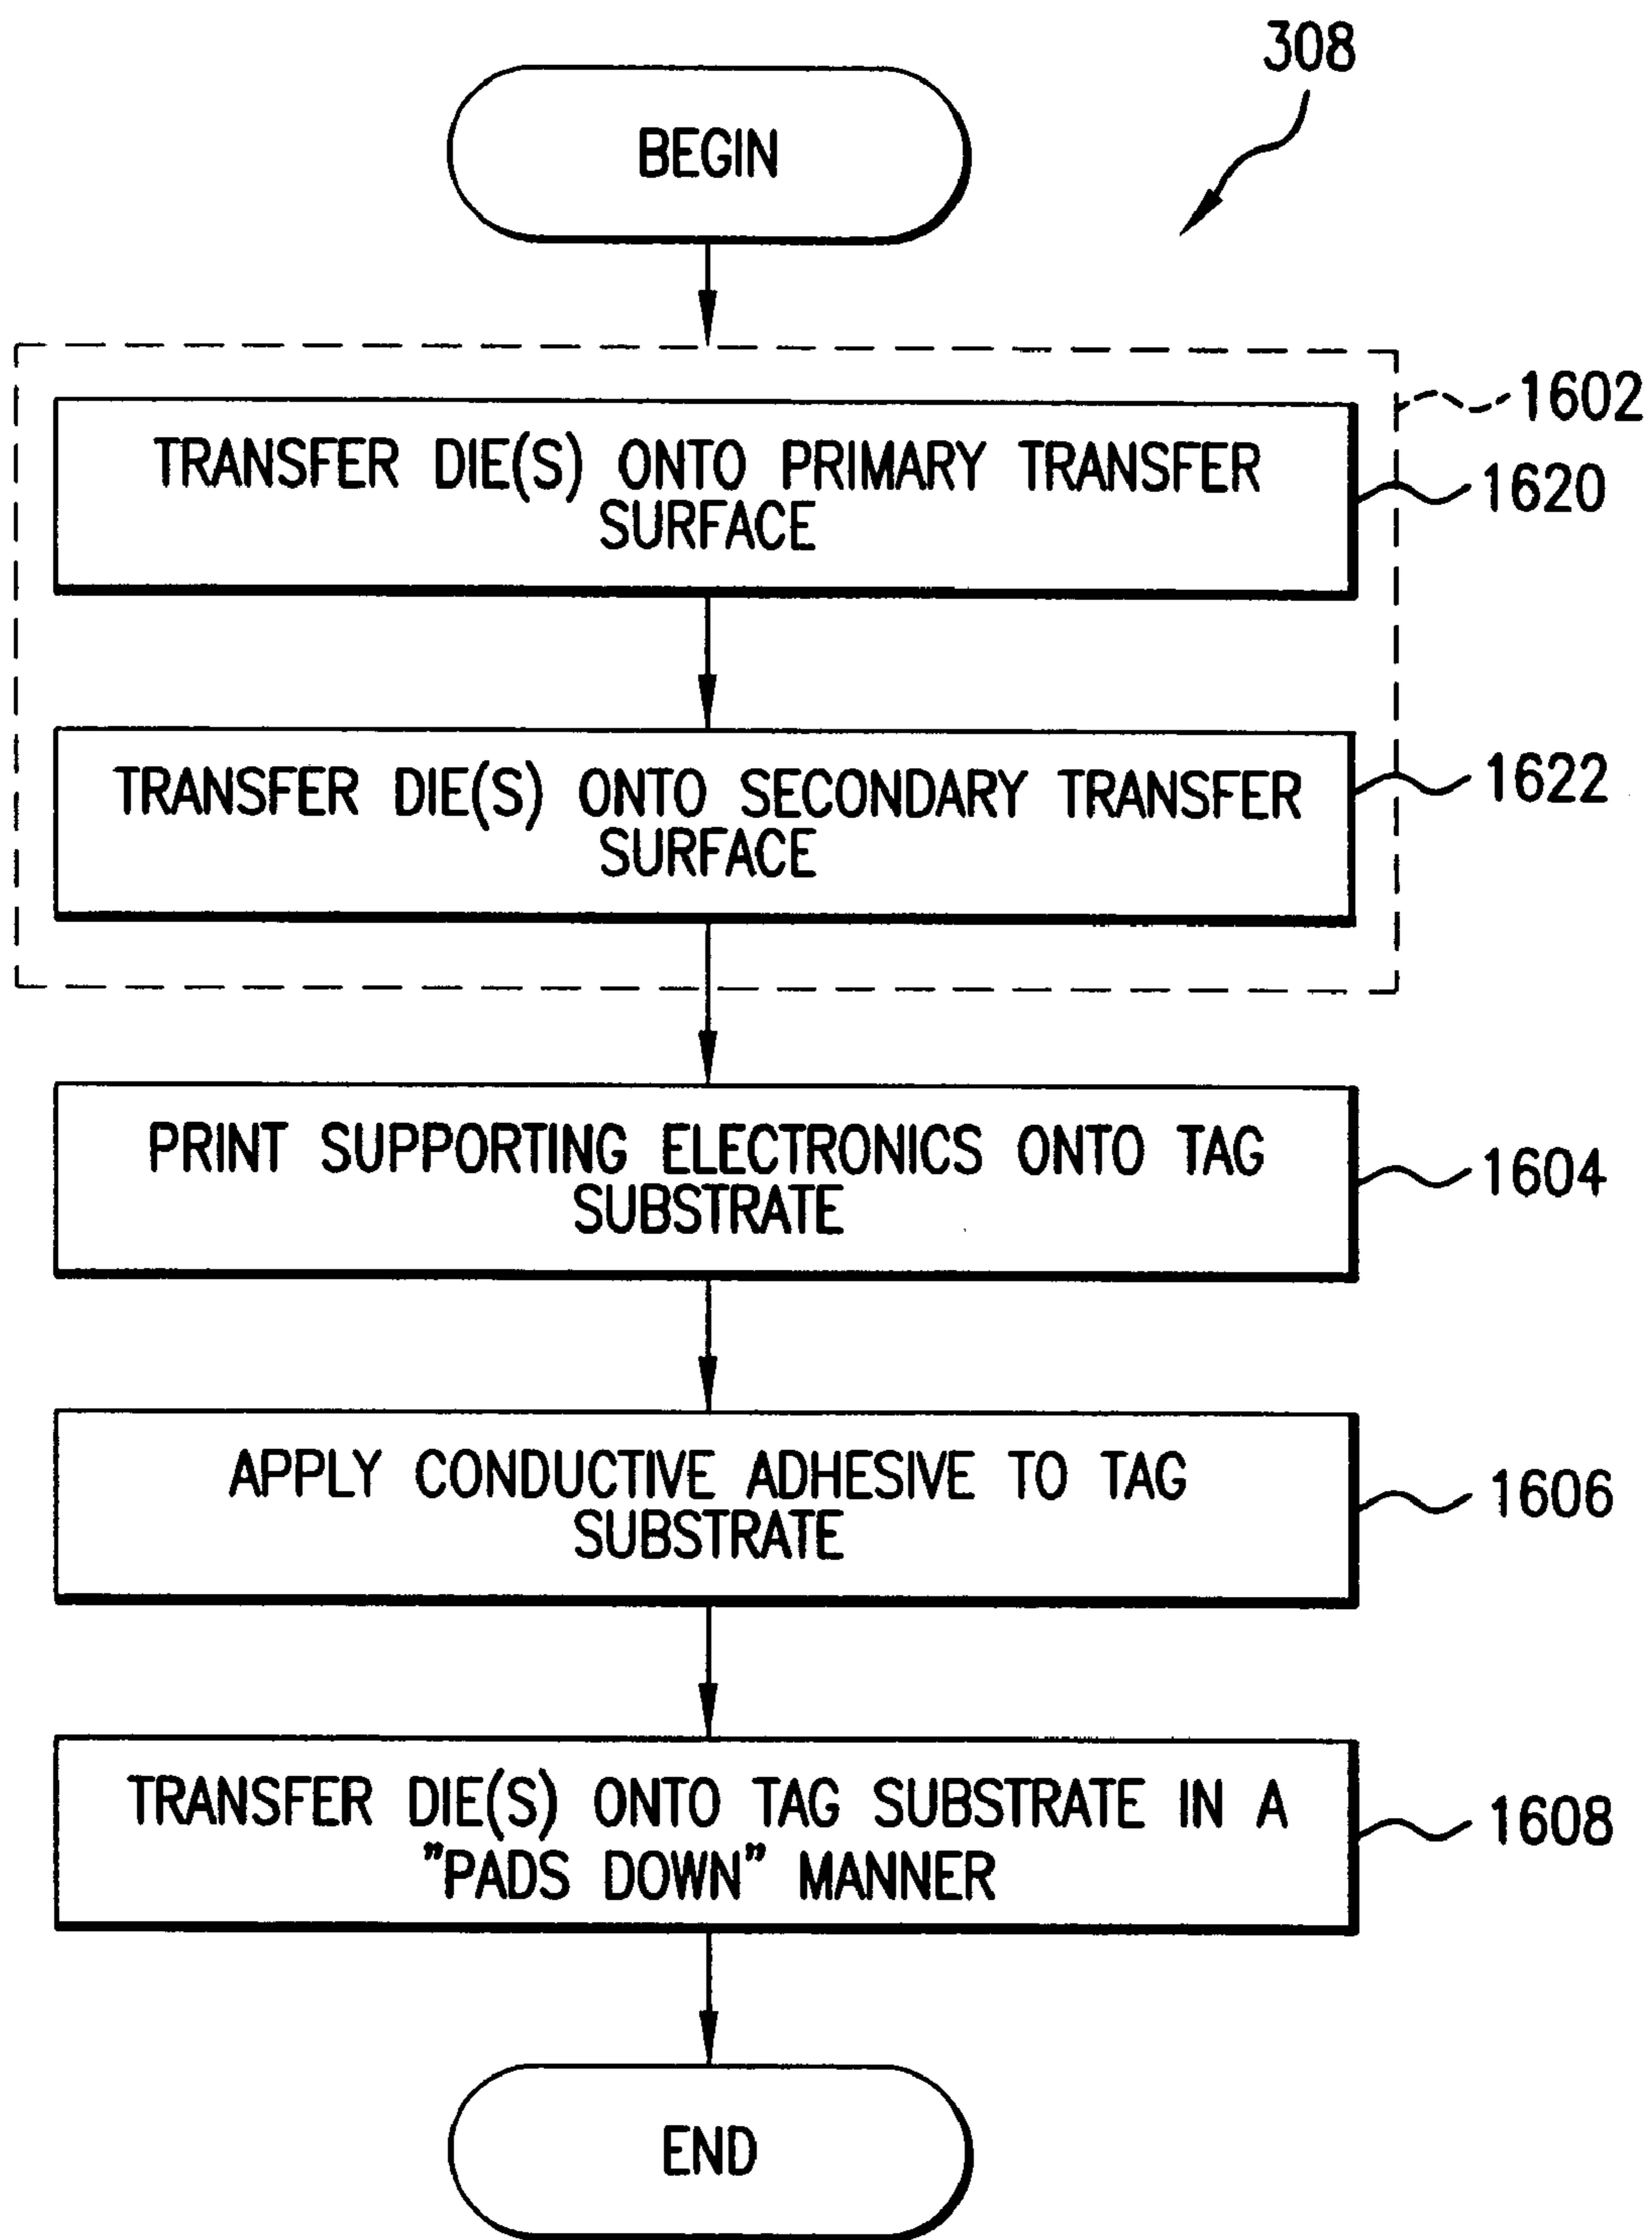 308
BEGIN
1602
TRANSFER DIE(S) ONTO PRIMARY TRANSFER
SURFACE
1620
TRANSFER DIE(S) ONTO SECONDARY TRANSFER
SURFACE
1622
PRINT SUPPORTING ELECTRONICS ONTO TAG
SUBSTRATE
1604
APPLY CONDUCTIVE ADHESIVE TO TAG
SUBSTRATE
1606
TRANSFER DIE(S) ONTO TAG SUBSTRATE IN A
"PADS DOWN" MANNER
1608
END